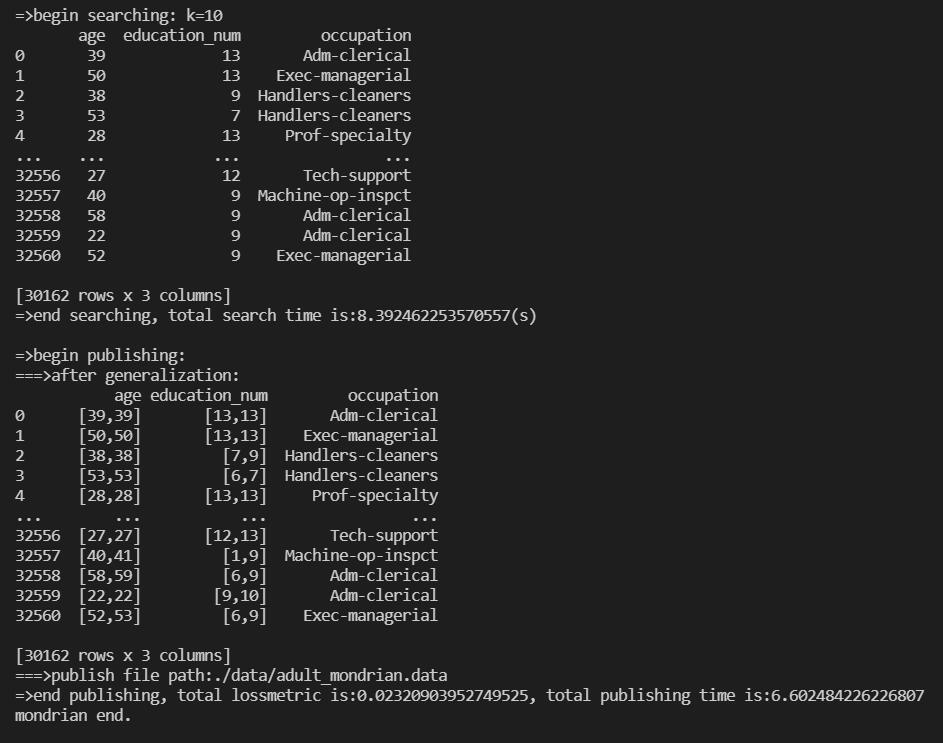 =>begin searching: k=10
       age  education_num         occupation
0       39             13       Adm-clerical
1       50             13    Exec-managerial
2       38              9  Handlers-cleaners
3       53              7  Handlers-cleaners
4       28             13     Prof-specialty
...    ...            ...                ...
32556   27             12       Tech-support
32557   40              9  Machine-op-inspct
32558   58              9       Adm-clerical
32559   22              9       Adm-clerical
32560   52              9    Exec-managerial

[30162 rows x 3 columns]
=>end searching, total search time is:8.392462253570557(s)

=>begin publishing:
===>after generalization:
           age education_num         occupation
0      [39,39]       [13,13]       Adm-clerical
1      [50,50]       [13,13]    Exec-managerial
2      [38,38]         [7,9]  Handlers-cleaners
3      [53,53]         [6,7]  Handlers-cleaners
4      [28,28]       [13,13]     Prof-specialty
...        ...           ...                ...
32556  [27,27]       [12,13]       Tech-support
32557  [40,41]         [1,9]  Machine-op-inspct
32558  [58,59]         [6,9]       Adm-clerical
32559  [22,22]        [9,10]       Adm-clerical
32560  [52,53]         [6,9]    Exec-managerial

[30162 rows x 3 columns]
===>publish file path:./data/adult_mondrian.data
=>end publishing, total lossmetric is:0.02320903952749525, total publishing time is:6.602484226226807
mondrian end.